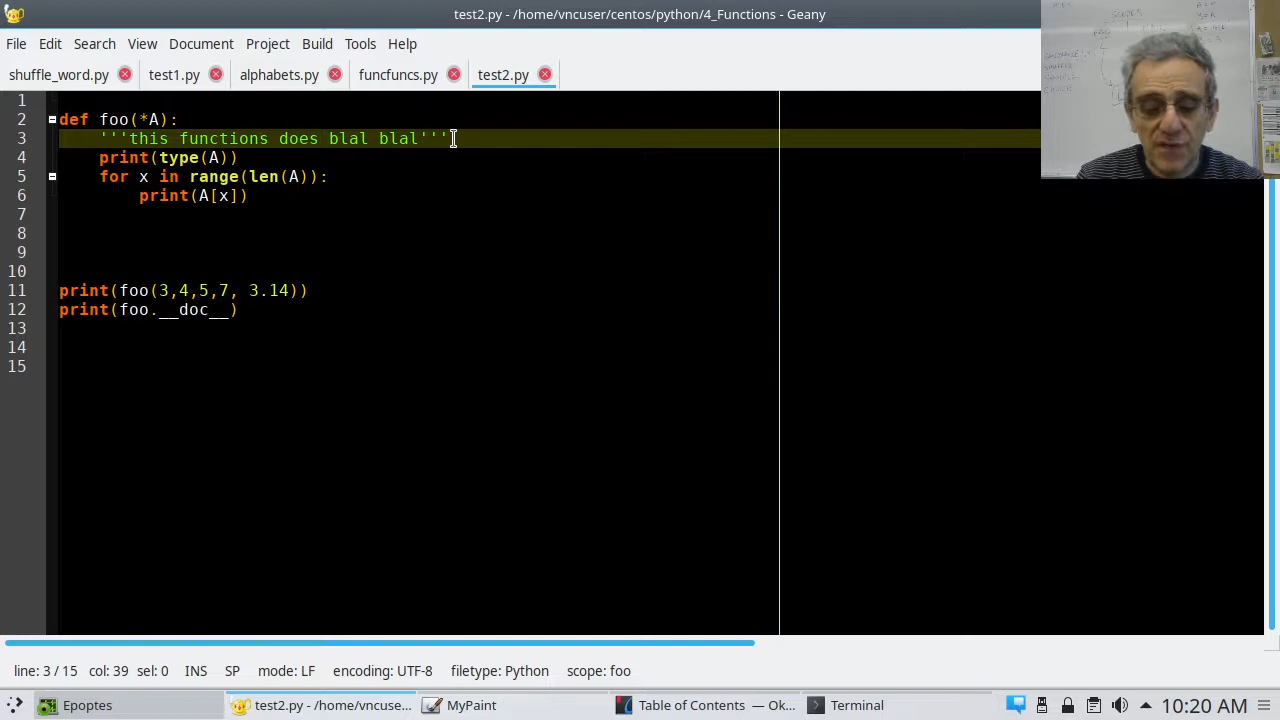 test2.py - /home/vncuser/centos/python/4_Functions - Geany
File Edit Search View Document Project Build Tools Help
shuffle_word.py test1.py alphabets.py funcfuncs.py test2.py
1
2 def foo(*A):
3 '''this functions does blal blal'''
4 print(type(A))
5 for x in range(len(A)):
6 print(A[x])
7
8
9
10
11 print(foo(3,4,5,7, 3.14))
12 print(foo.__doc__)
13
14
15
line: 3 / 15 col: 39 sel: 0 INS SP mode: LF encoding: UTF-8 filetype: Python scope: foo
Epoptes test2.py - /home/vncuse... MyPaint Table of Contents — Ok... Terminal 10:20 AM